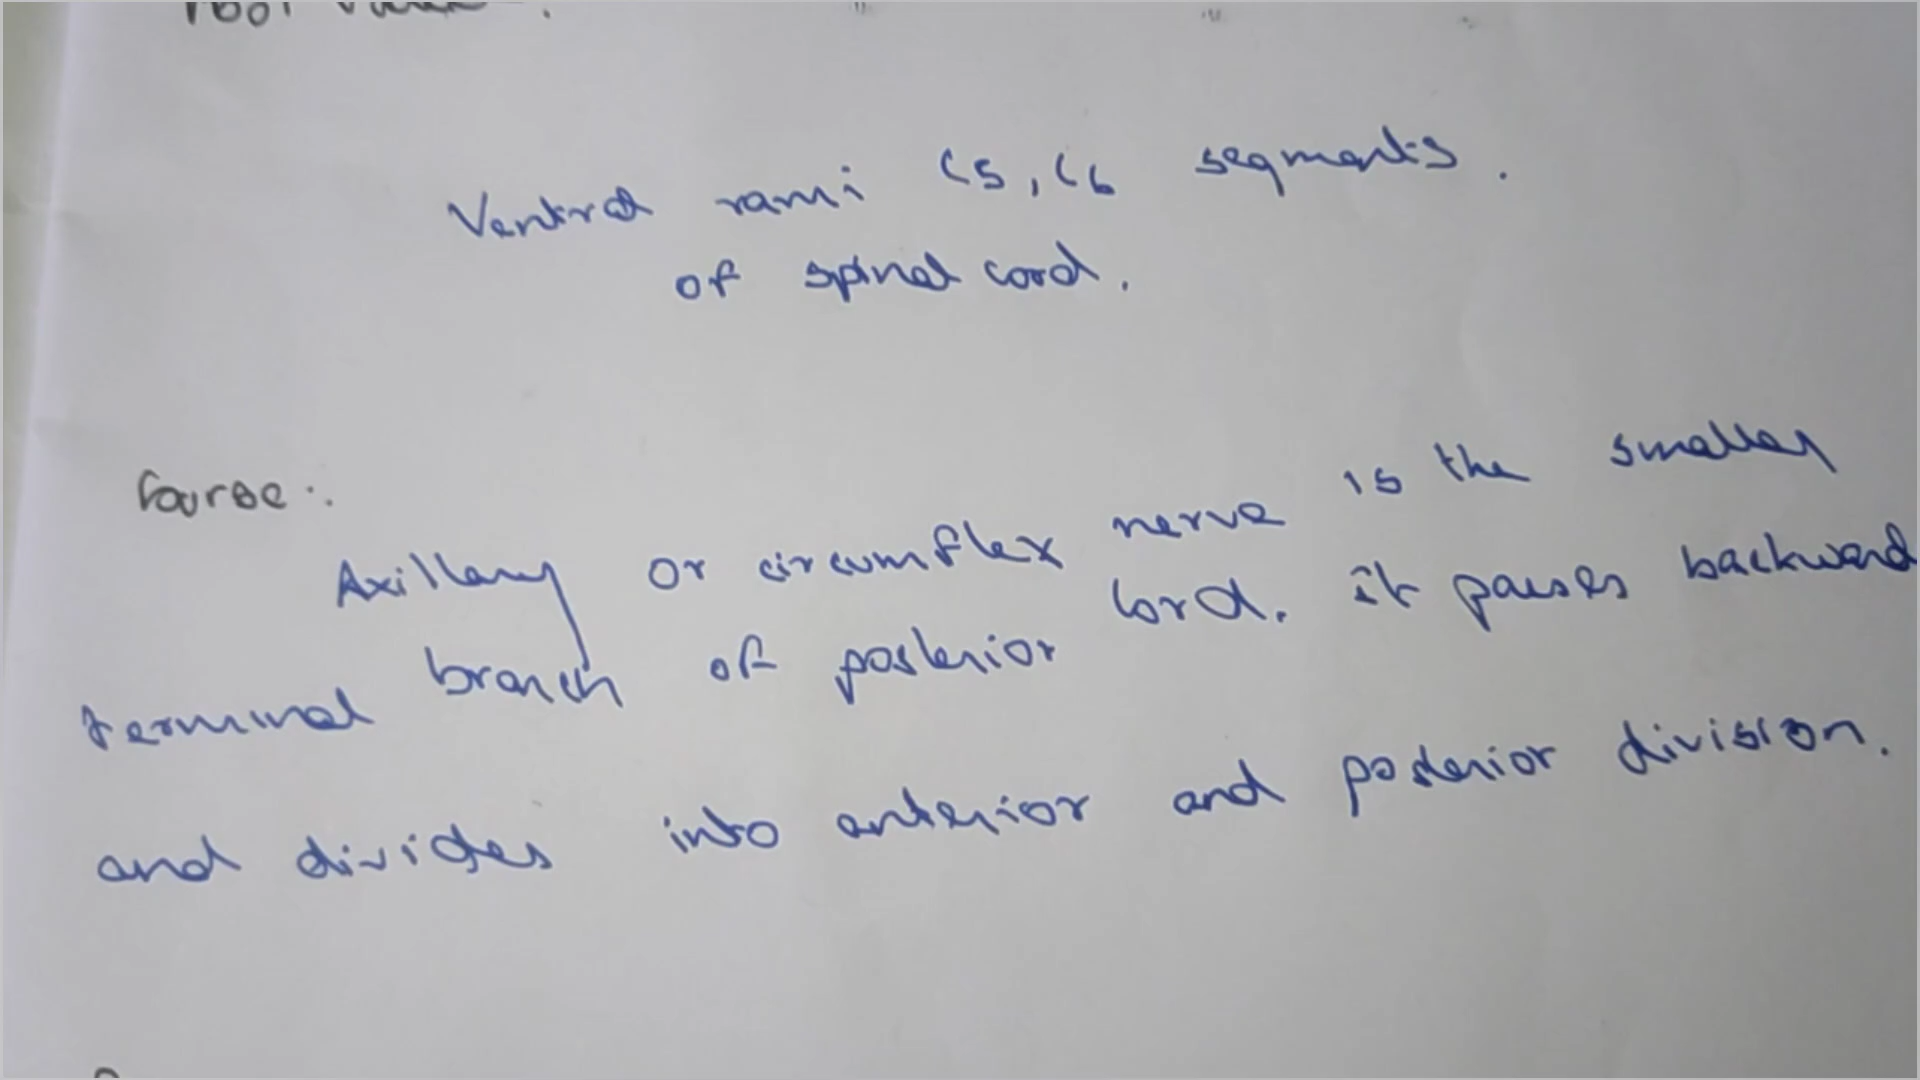 Ventral rami C5, C6 segments.
of spinal cord.
Course:.
Axillary or circumflex nerve is the smaller
terminal branch of posterior cord. it passes backward
and divides into anterior and posterior division.